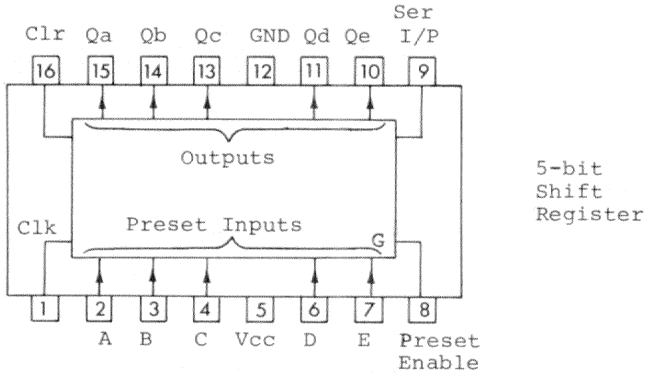 Ser
Clr Qa Qb Qc GND Qd Qe I/P
16 15 14 13 12 11 10 9
Outputs
5-bit
Shift
Register
Clk Preset Inputs G
1 2 3 4 5 6 7 8
A B C Vcc D E Preset
Enable